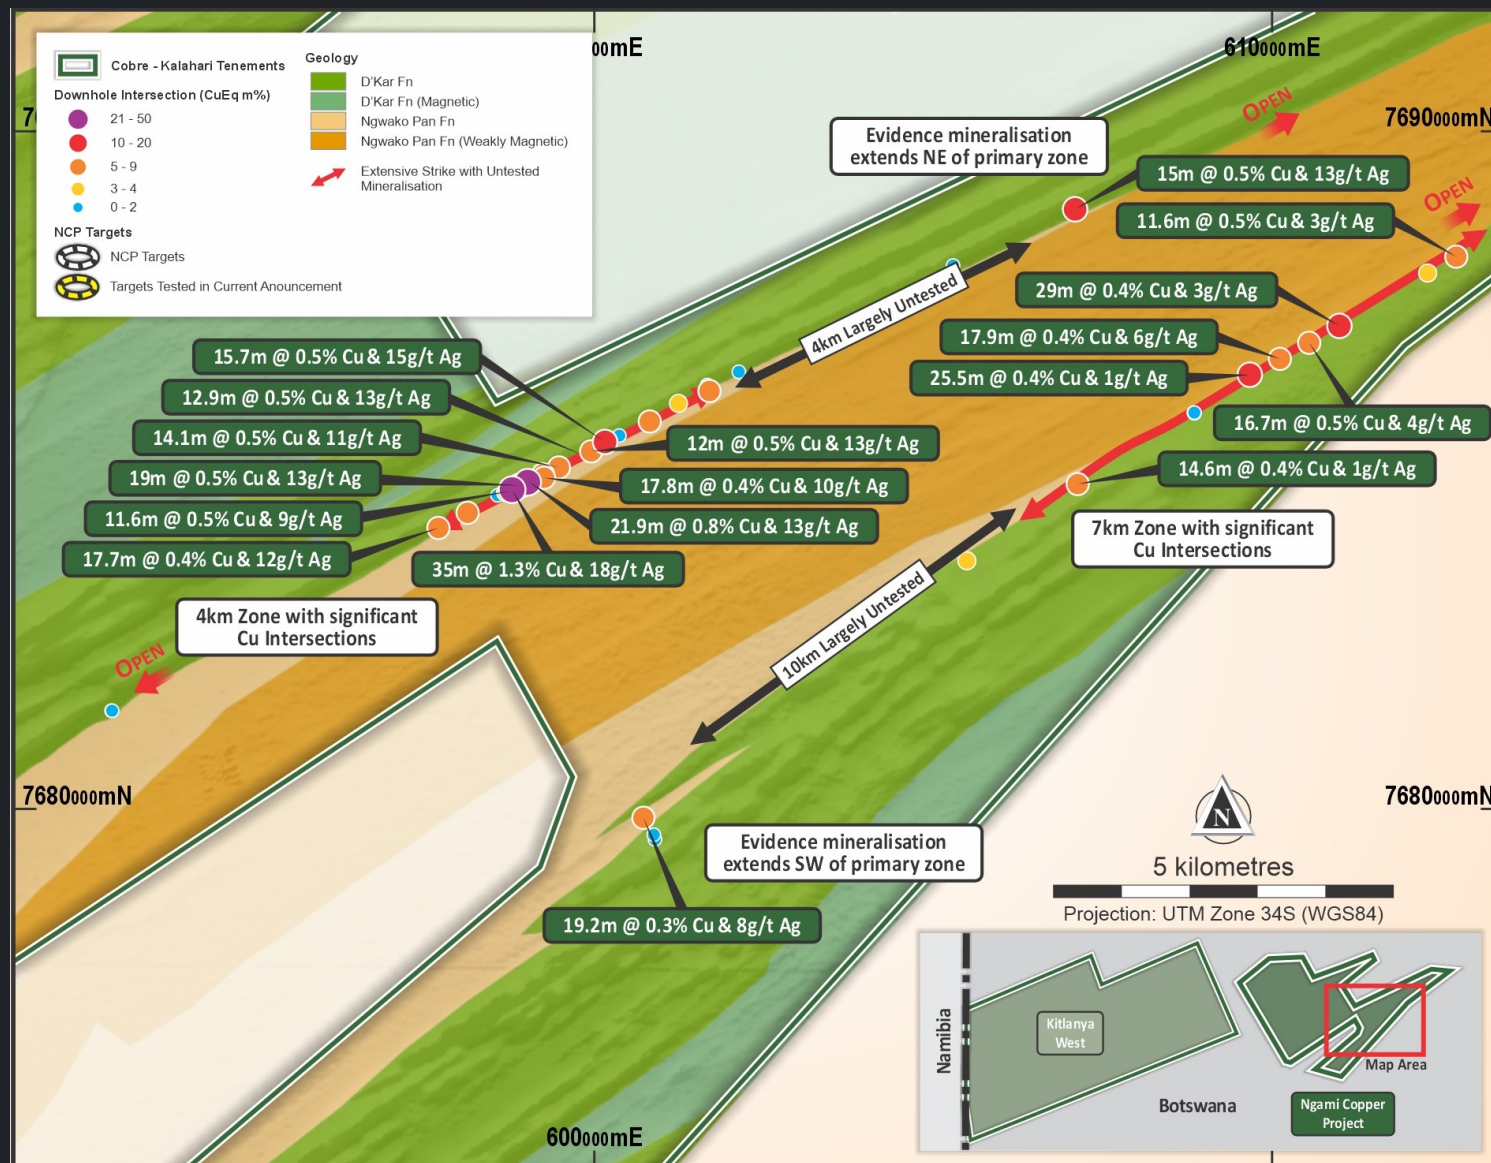 Cobre - Kalahari Tenements
Downhole Intersection (CuEq m%)
21 - 50
10 - 20
5 - 9
3 - 4
0 - 2
NCP Targets
NCP Targets
Targets Tested in Current Anouncement
Geology
D'Kar Fn
D'Kar Fn (Magnetic)
Ngwako Pan Fn
Ngwako Pan Fn (Weakly Magnetic)
Extensive Strike with Untested
Mineralisation
00mE
610000mE
7690000mN
OPEN
Evidence mineralisation
extends NE of primary zone
15m @ 0.5% Cu & 13g/t Ag
OPEN
11.6m @ 0.5% Cu & 3g/t Ag
29m @ 0.4% Cu & 3g/t Ag
4km Largely Untested
17.9m @ 0.4% Cu & 6g/t Ag
25.5m @ 0.4% Cu & 1g/t Ag
16.7m @ 0.5% Cu & 4g/t Ag
14.6m @ 0.4% Cu & 1g/t Ag
15.7m @ 0.5% Cu & 15g/t Ag
12.9m @ 0.5% Cu & 13g/t Ag
14.1m @ 0.5% Cu & 11g/t Ag
19m @ 0.5% Cu & 13g/t Ag
11.6m @ 0.5% Cu & 9g/t Ag
17.7m @ 0.4% Cu & 12g/t Ag
12m @ 0.5% Cu & 13g/t Ag
17.8m @ 0.4% Cu & 10g/t Ag
21.9m @ 0.8% Cu & 13g/t Ag
35m @ 1.3% Cu & 18g/t Ag
7km Zone with significant
Cu Intersections
4km Zone with significant
Cu Intersections
10km Largely Untested
OPEN
7680000mN
7680000mN
Evidence mineralisation
extends SW of primary zone
19.2m @ 0.3% Cu & 8g/t Ag
N
5 kilometres
Projection: UTM Zone 34S (WGS84)
600000mE
Namibia
Kitlanya
West
Map Area
Botswana
Ngami Copper
Project